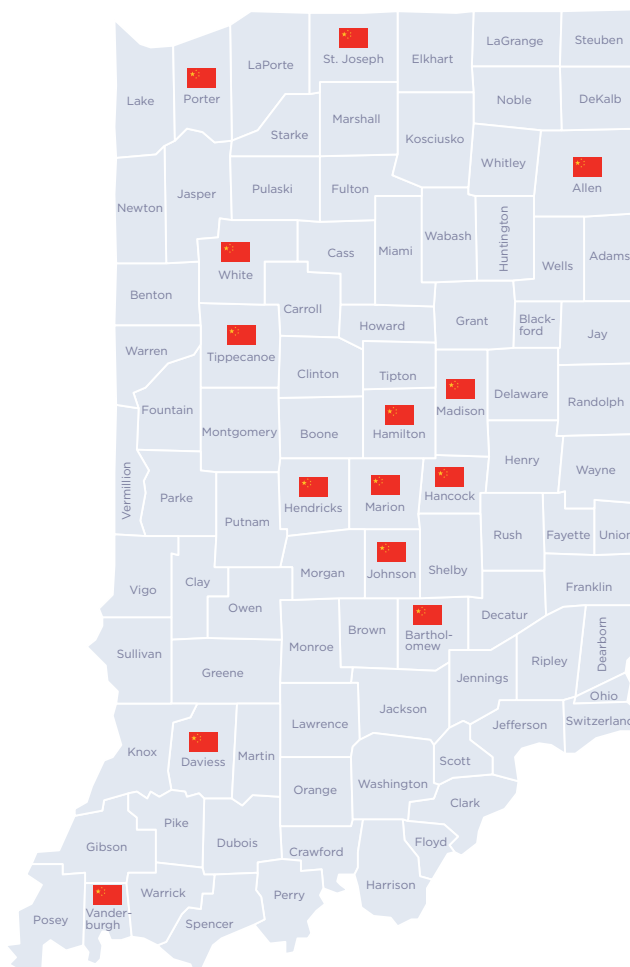 LaGrange
Steuben
St. Joseph
Elkhart
LaPorte
Lake
Porter
Noble
DeKalb
Marshall
Starke
Kosciusko
Whitley
Allen
Pulaski
Fulton
Jasper
Newton
Wabash
Huntington
Miami
Cass
Adams
Wells
White
Benton
Carroll
Grant
Black-
ford
Howard
Jay
Warren
Tippecanoe
Clinton
Tipton
Delaware
Randolph
Fountain
Madison
Montgomery
Boone
Hamilton
Henry
Wayne
Vermillion
Parke
Hendricks
Marion
Hancock
Putnam
Rush
Fayette
Union
Morgan
Johnson
Shelby
Vigo
Clay
Franklin
Owen
Decatur
Brown
Barthol-
omew
Monroe
Dearborn
Sullivan
Ripley
Greene
Jennings
Ohio
Jackson
Lawrence
Jefferson
Switzerland
Knox
Daviess
Martin
Scott
Orange
Washington
Clark
Pike
Dubois
Floyd
Gibson
Crawford
Harrison
Warrick
Perry
Posey
Vander-
burgh
Spencer